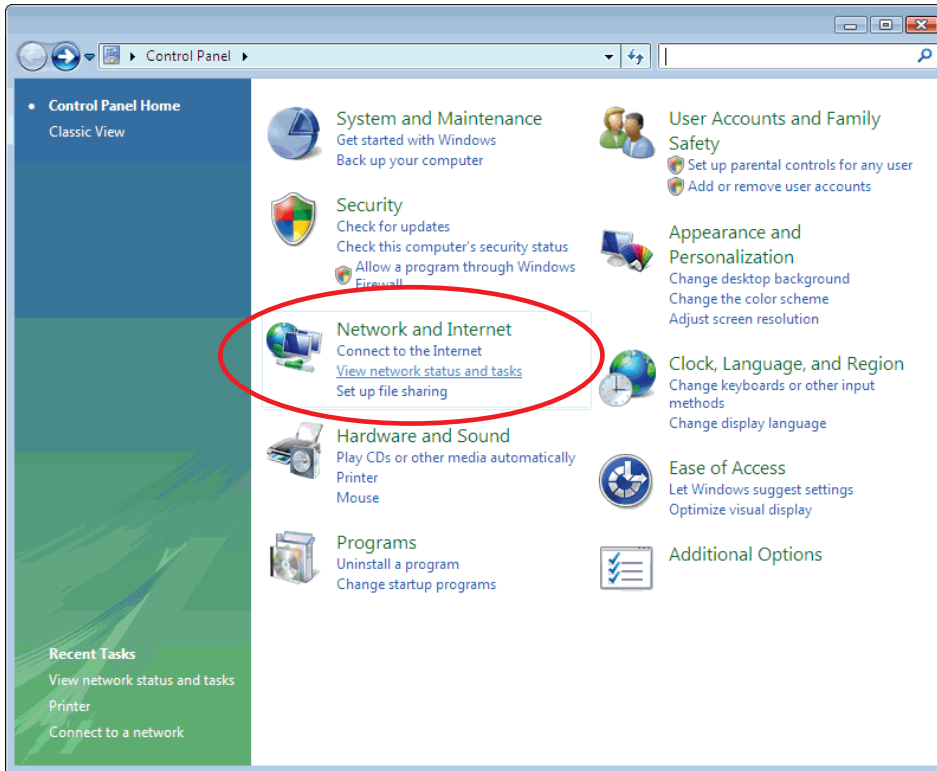 Control Panel
Control Panel Home
Classic View
System and Maintenance
Get started with Windows
Back up your computer
Security
Check for updates
Check this computer's security status
Allow a program through Windows
Firewall
Network and Internet
Connect to the Internet
View network status and tasks
Set up file sharing
Hardware and Sound
Play CDs or other media automatically
Printer
Mouse
Programs
Uninstall a program
Change startup programs
User Accounts and Family
Safety
Set up parental controls for any user
Add or remove user accounts
Appearance and
Personalization
Change desktop background
Change the color scheme
Adjust screen resolution
Clock, Language, and Region
Change keyboards or other input
methods
Change display language
Ease of Access
Let Windows suggest settings
Optimize visual display
Additional Options
Recent Tasks
View network status and tasks
Printer
Connect to a network